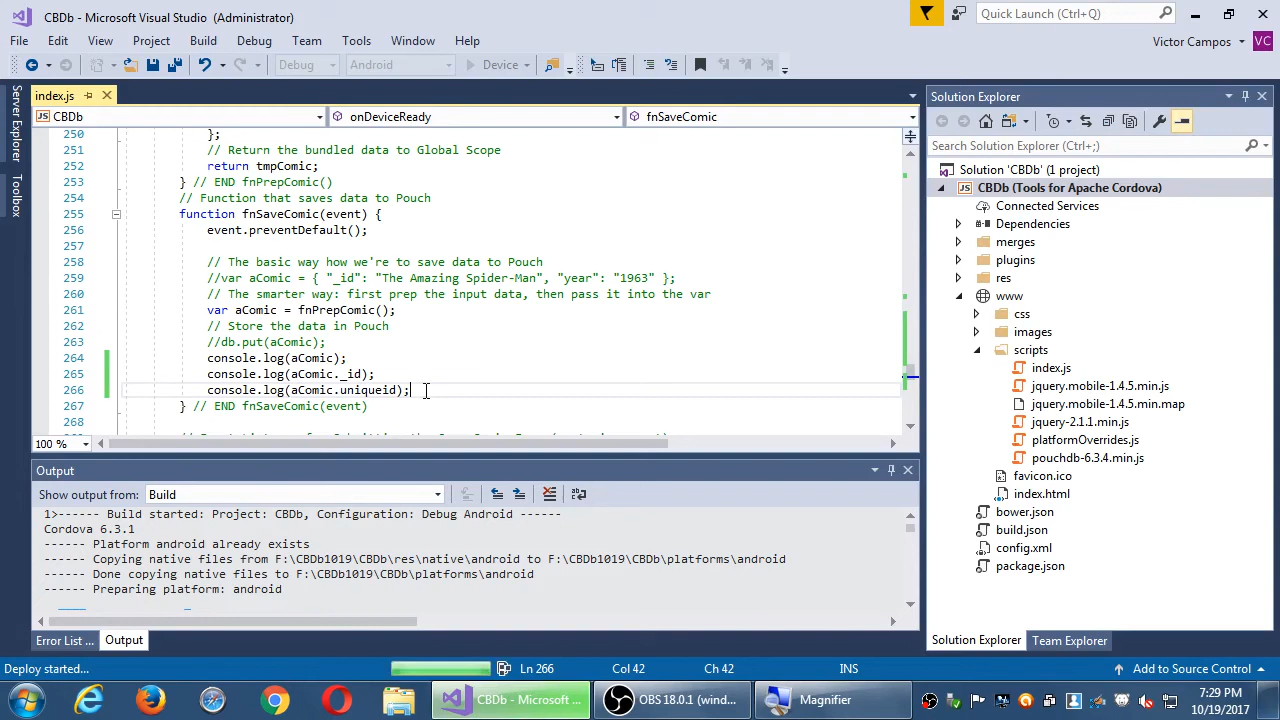 CBDb - Microsoft Visual Studio (Administrator)
Quick Launch (Ctrl+Q)
File Edit View Project Build Debug Team Tools Window Help
Victor Campos VC
Debug Android Device
Server Explorer
Toolbox
index.js
CBDb onDeviceReady fnSaveComic
250 };
251 // Return the bundled data to Global Scope
252 return tmpComic;
253 } // END fnPrepComic()
254 // Function that saves data to Pouch
255 function fnSaveComic(event) {
256 event.preventDefault();
257
258 // The basic way how we're to save data to Pouch
259 //var aComic = { "_id": "The Amazing Spider-Man", "year": "1963" };
260 // The smarter way: first prep the input data, then pass it into the var
261 var aComic = fnPrepComic();
262 // Store the data in Pouch
263 //db.put(aComic);
264 console.log(aComic);
265 console.log(aComic._id);
266 console.log(aComic.uniqueid);
267 } // END fnSaveComic(event)
268
100 %
Output
Show output from: Build
1>------ Build started: Project: CBDb, Configuration: Debug Android ------
Cordova 6.3.1
------ Platform android already exists
------ Copying native files from F:\CBDb1019\CBDb\res\native\android to F:\CBDb1019\CBDb\platforms\android
------ Done copying native files to F:\CBDb1019\CBDb\platforms\android
------ Preparing platform: android
Error List ... Output
Solution Explorer
Search Solution Explorer (Ctrl+;)
Solution 'CBDb' (1 project)
JS CBDb (Tools for Apache Cordova)
Connected Services
Dependencies
merges
plugins
res
www
css
images
scripts
index.js
jquery.mobile-1.4.5.min.js
jquery.mobile-1.4.5.min.map
jquery-2.1.1.min.js
platformOverrides.js
pouchdb-6.3.4.min.js
favicon.ico
index.html
bower.json
build.json
config.xml
package.json
Solution Explorer Team Explorer
Deploy started... Ln 266 Col 42 Ch 42 INS Add to Source Control
CBDb - Microsoft ... OBS 18.0.1 (wind... Magnifier
7:29 PM
10/19/2017